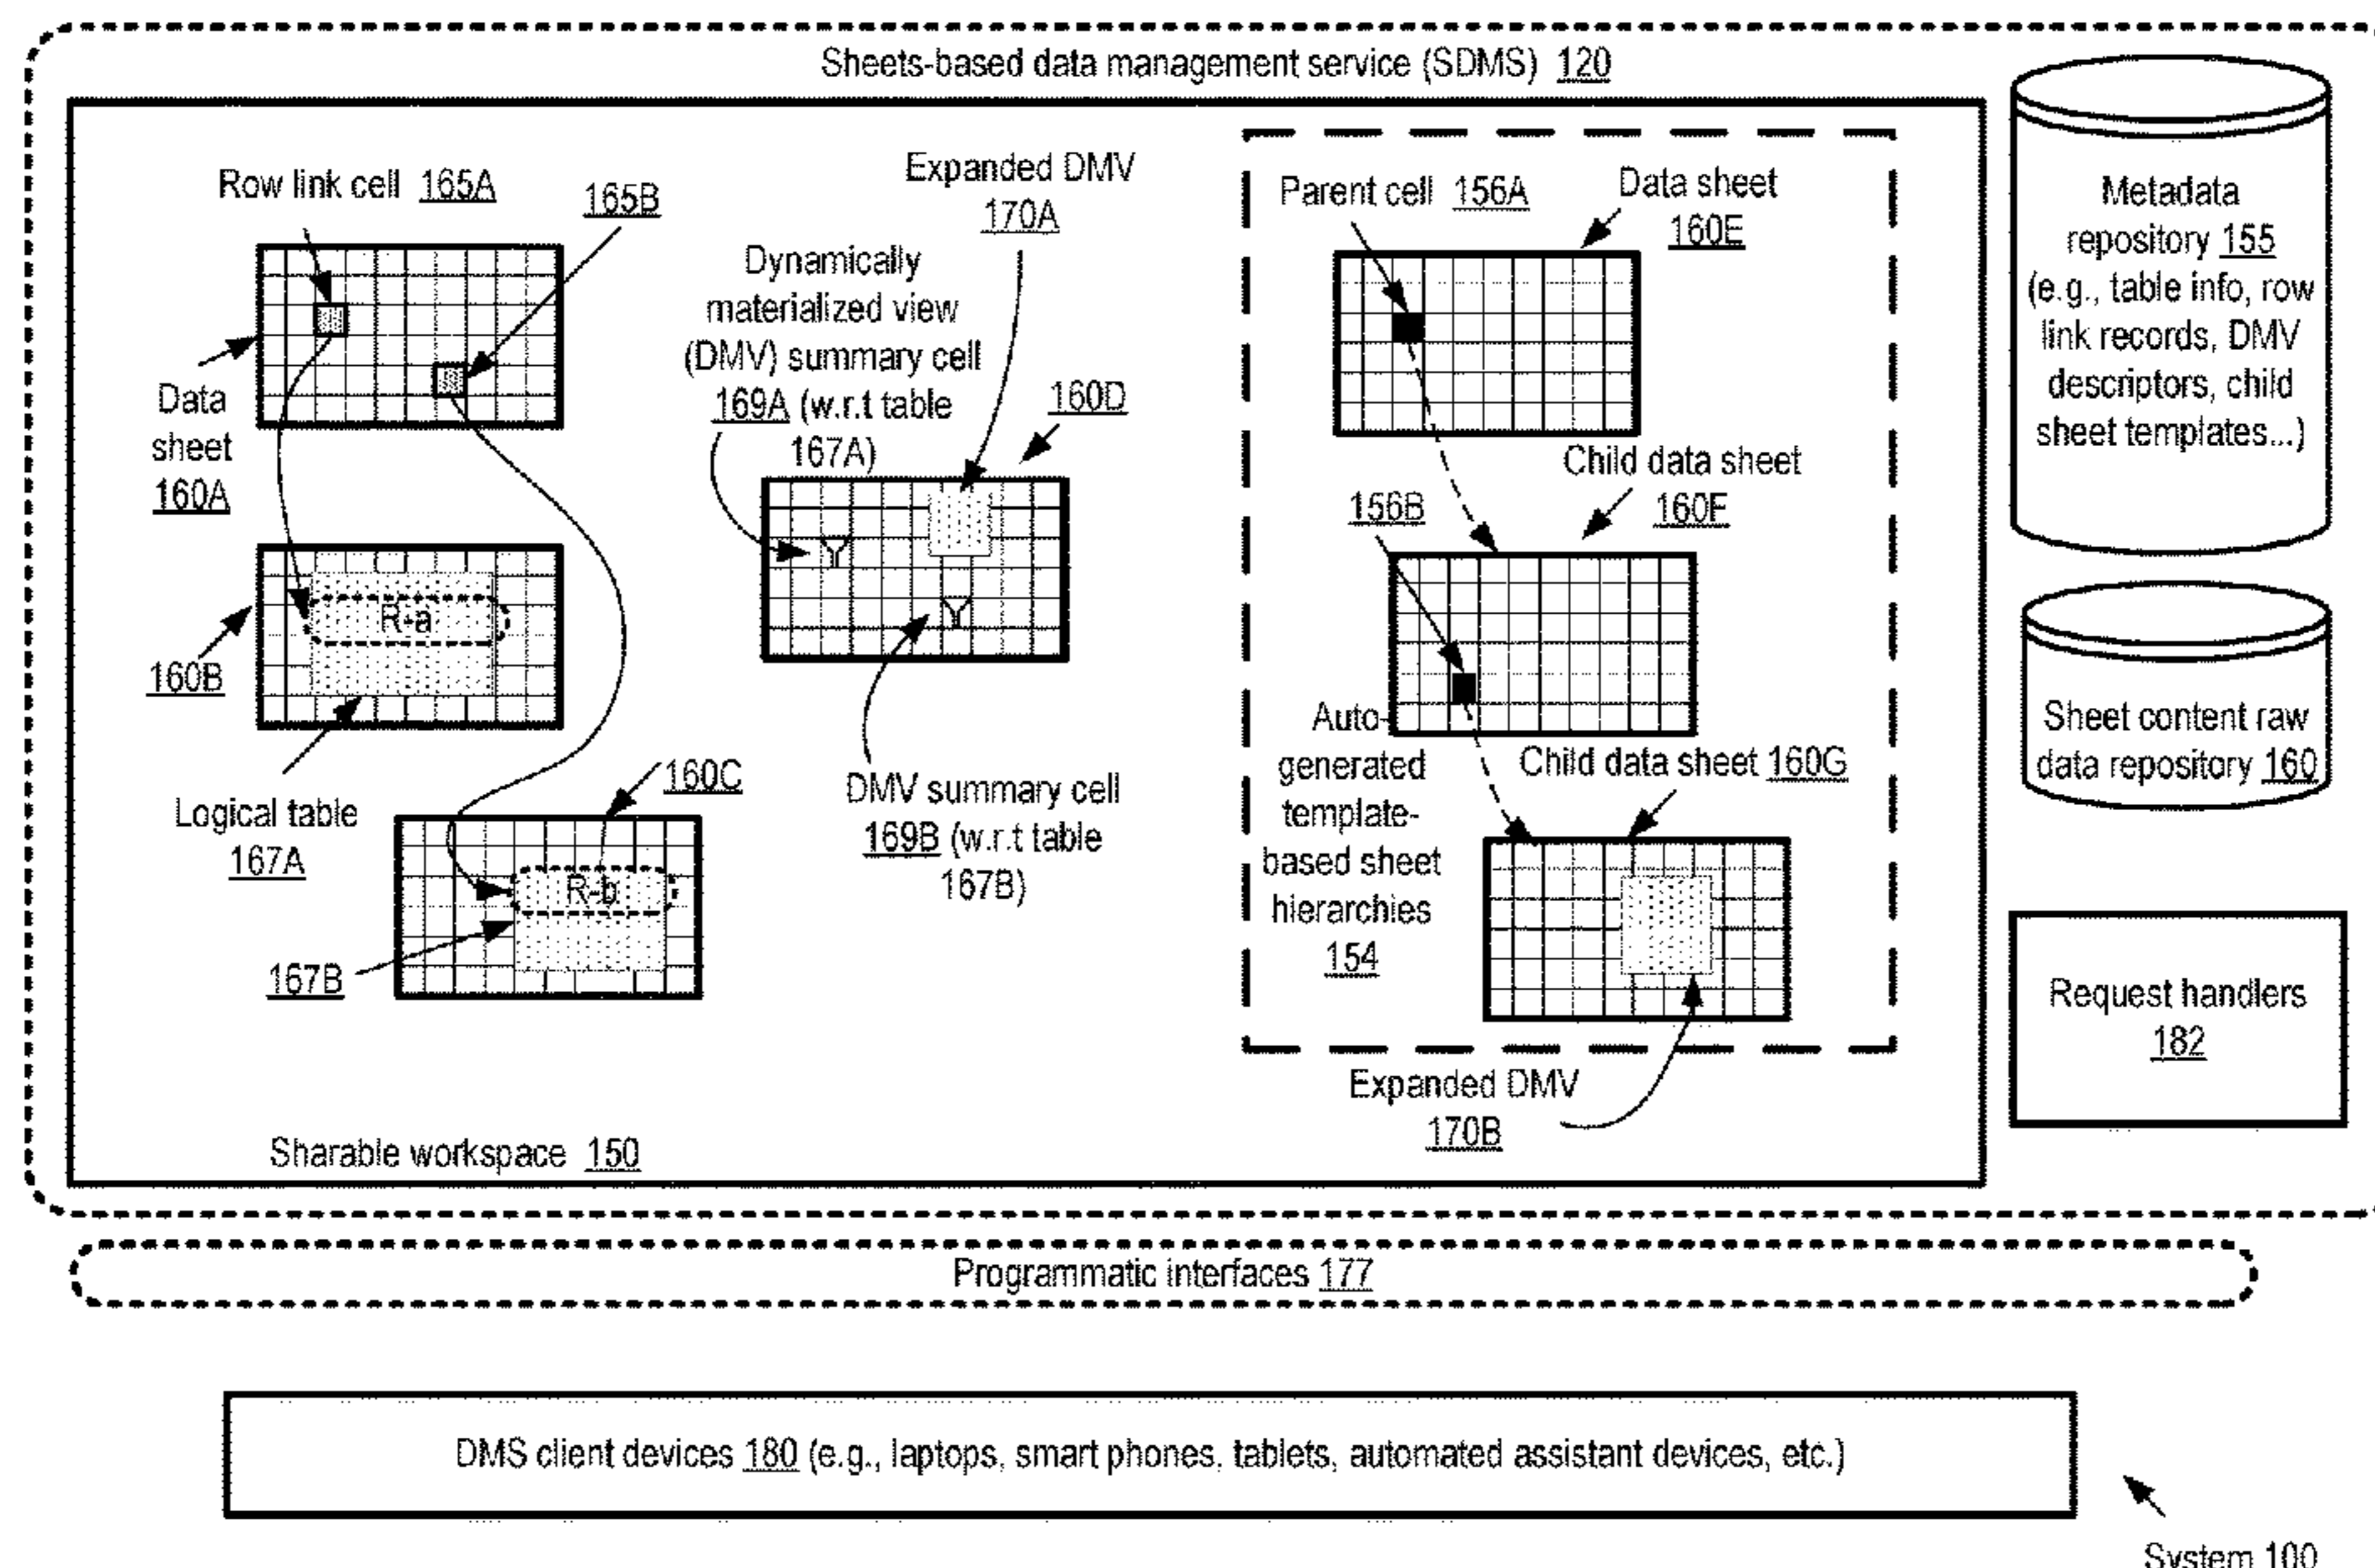 Sheets-based data management service (SDMS) 120
Row link cell 165A
165B
Expanded DMV
170A
Dynamically
materialized view
(DMV) summary cell
169A (w.r.t table
167A)
160D
Data
sheet
160A
160B
R-a
Logical table
167A
160C
R-b
167B
DMV summary cell
169B (w.r.t table
167B)
Parent cell 156A
Data sheet
160E
Child data sheet
160F
156B
Auto-
generated
template-
based sheet
hierarchies
154
Child data sheet 160G
Expanded DMV
170B
Sharable workspace 150
Metadata
repository 155
(e.g., table info, row
link records, DMV
descriptors, child
sheet templates...)
Sheet content raw
data repository 160
Request handlers
182
Programmatic interfaces 177
DMS client devices 180 (e.g., laptops, smart phones, tablets, automated assistant devices, etc.)
System 100